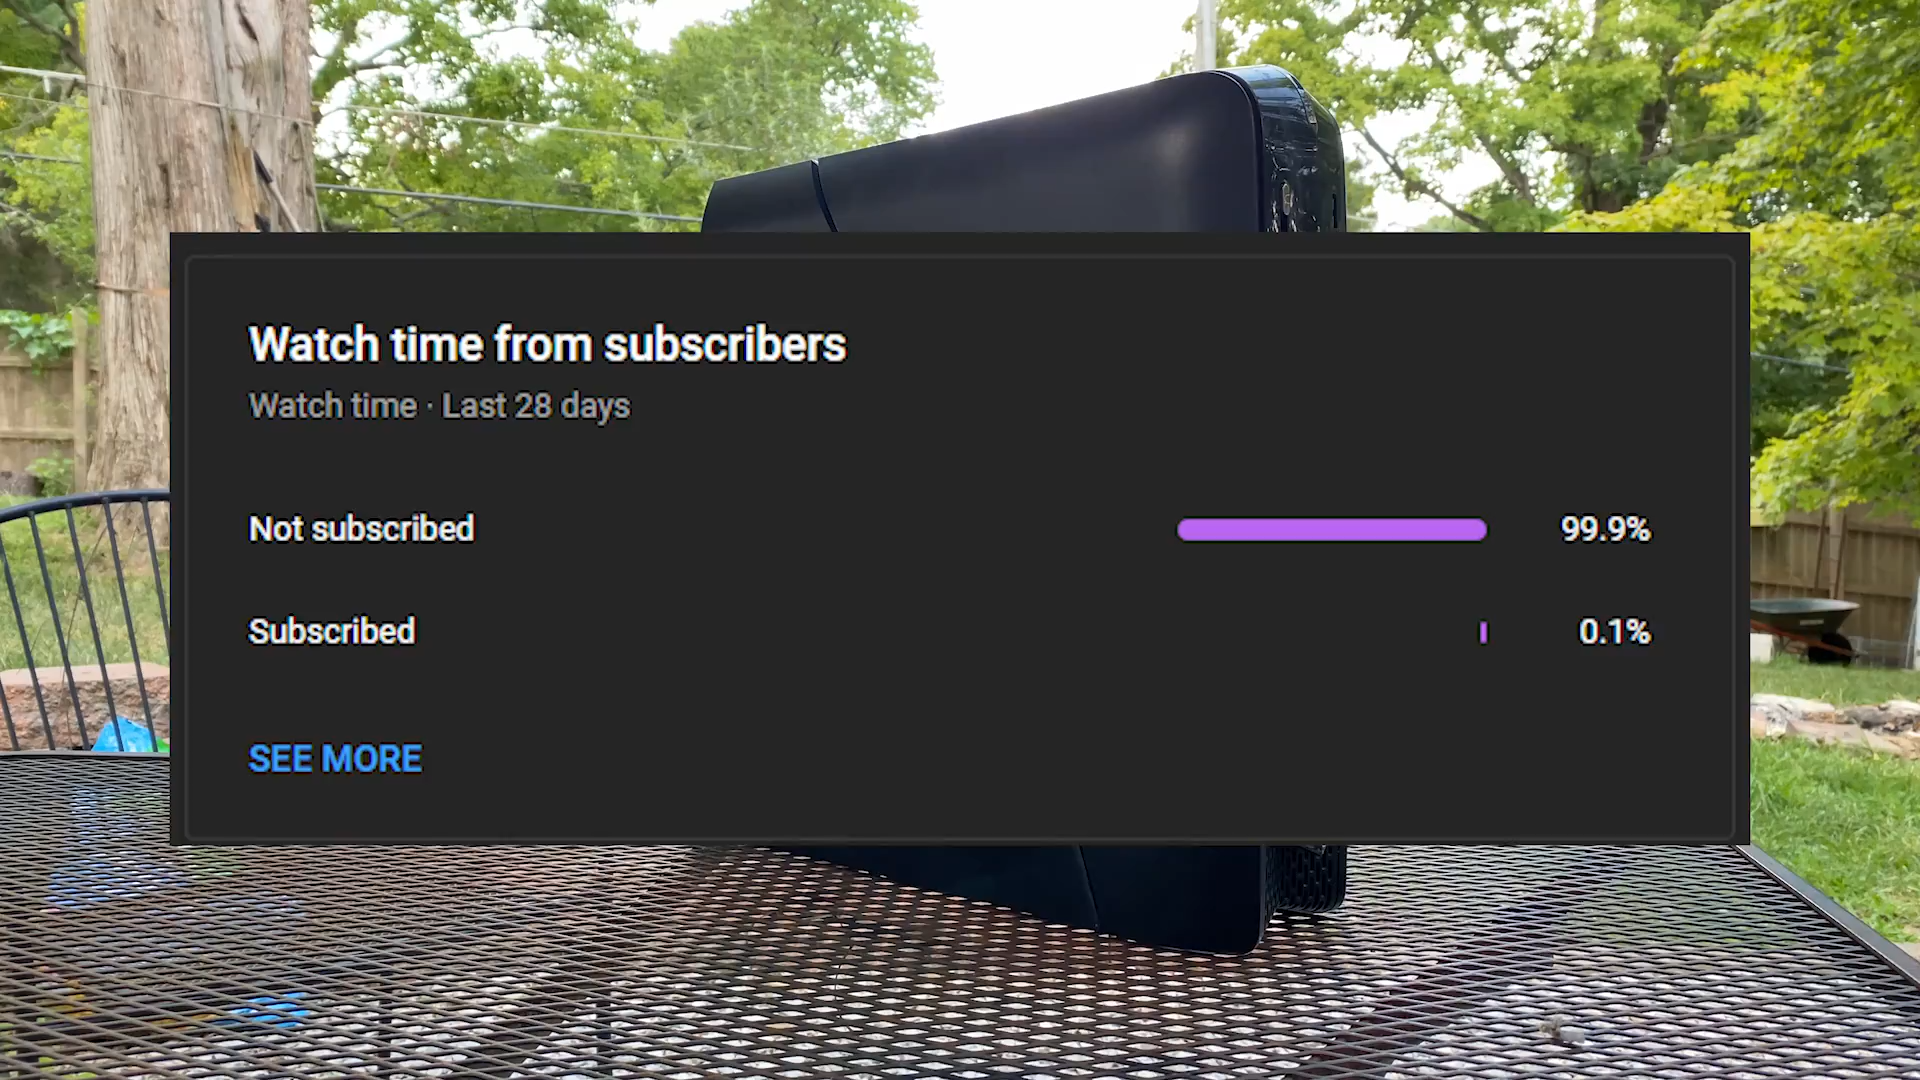 Watch time from subscribers
Watch time · Last 28 days
Not subscribed 99.9%
Subscribed 0.1%
SEE MORE